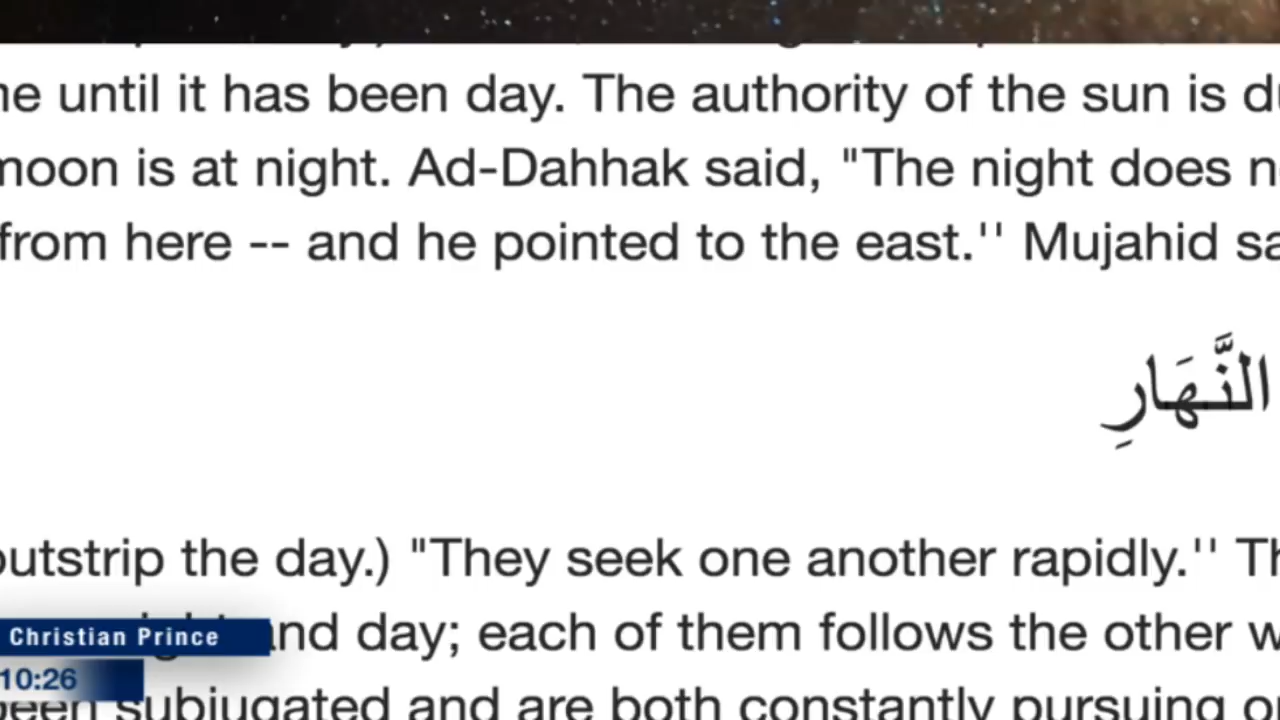 until it has been day. The authority of the sun is
moon is at night. Ad-Dahhak said, "The night does
from here -- and he pointed to the east.'' Mujahid
النَّهَارِ
outstrip the day.) "They seek one another rapidly.''
and day; each of them follows the other
Christian Prince
10:26
been subjugated and are both constantly pursuing